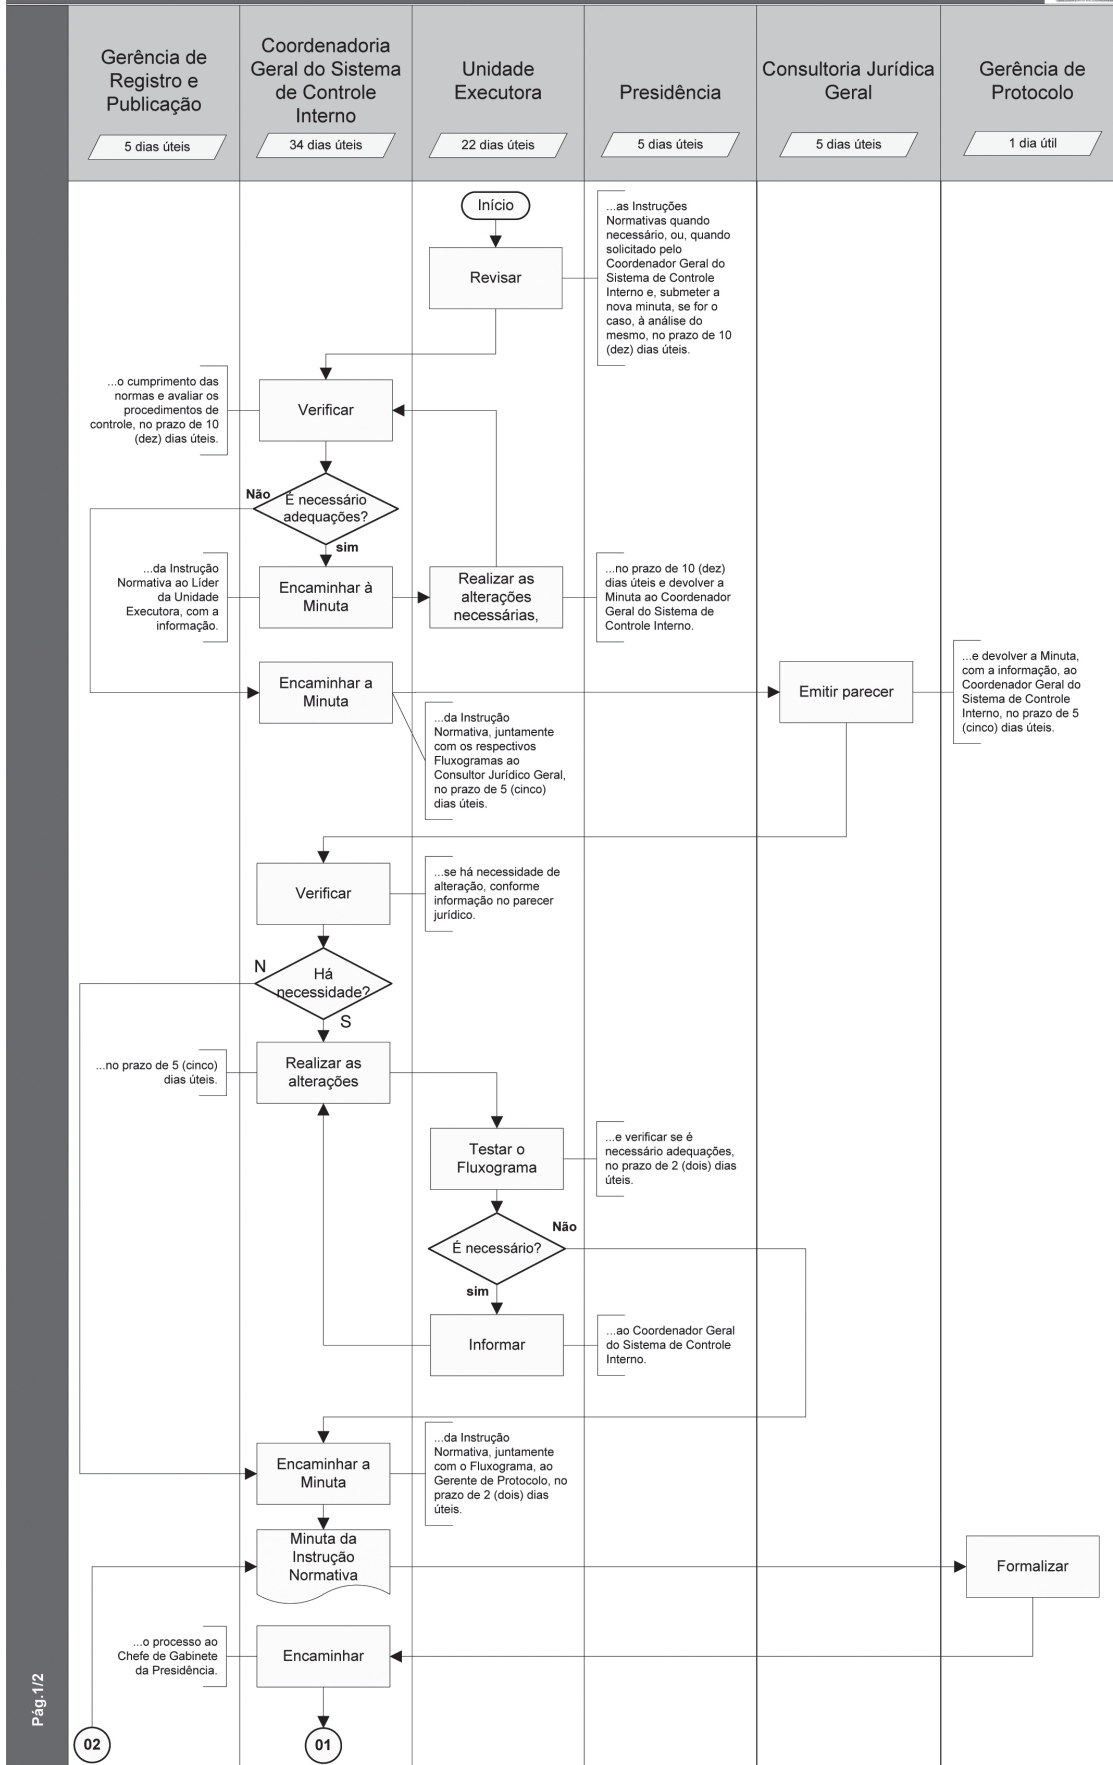 Gerência de
Registro e
Publicação
5 dias úteis
Coordenadoria
Geral do Sistema
de Controle
Interno
34 dias úteis
Unidade
Executora
22 dias úteis
Presidência
5 dias úteis
Consultoria Jurídica
Geral
5 dias úteis
Gerência de
Protocolo
1 dia útil
Início
Revisar
...as Instruções
Normativas quando
necessário, ou, quando
solicitado pelo
Coordenador Geral do
Sistema de Controle
Interno e, submeter a
nova minuta, se for o
caso, à análise do
mesmo, no prazo de 10
(dez) dias úteis.
...o cumprimento das
normas e avaliar os
procedimentos de
controle, no prazo de 10
(dez) dias úteis.
Verificar
Não
É necessário
adequações?
sim
...da Instrução
Normativa ao Líder
da Unidade
Executora, com a
informação.
Encaminhar à
Minuta
Realizar as
alterações
necessárias,
...no prazo de 10 (dez)
dias úteis e devolver a
Minuta ao Coordenador
Geral do Sistema de
Controle Interno.
Encaminhar a
Minuta
...da Instrução
Normativa, juntamente
com os respectivos
Fluxogramas ao
Consultor Jurídico Geral,
no prazo de 5 (cinco)
dias úteis.
Emitir parecer
...e devolver a Minuta,
com a informação, ao
Coordenador Geral do
Sistema de Controle
Interno, no prazo de 5
(cinco) dias úteis.
Verificar
...se há necessidade de
alteração, conforme
informação no parecer
jurídico.
N
Há
necessidade?
S
...no prazo de 5 (cinco)
dias úteis.
Realizar as
alterações
Testar o
Fluxograma
...e verificar se é
necessário adequações,
no prazo de 2 (dois) dias
úteis.
Não
É necessário?
sim
Informar
...ao Coordenador Geral
do Sistema de Controle
Interno.
Encaminhar a
Minuta
...da Instrução
Normativa, juntamente
com o Fluxograma, ao
Gerente de Protocolo, no
prazo de 2 (dois) dias
úteis.
Minuta da
Instrução
Normativa
Formalizar
...o processo ao
Chefe de Gabinete
da Presidência.
Encaminhar
02
01
Pág.1/2